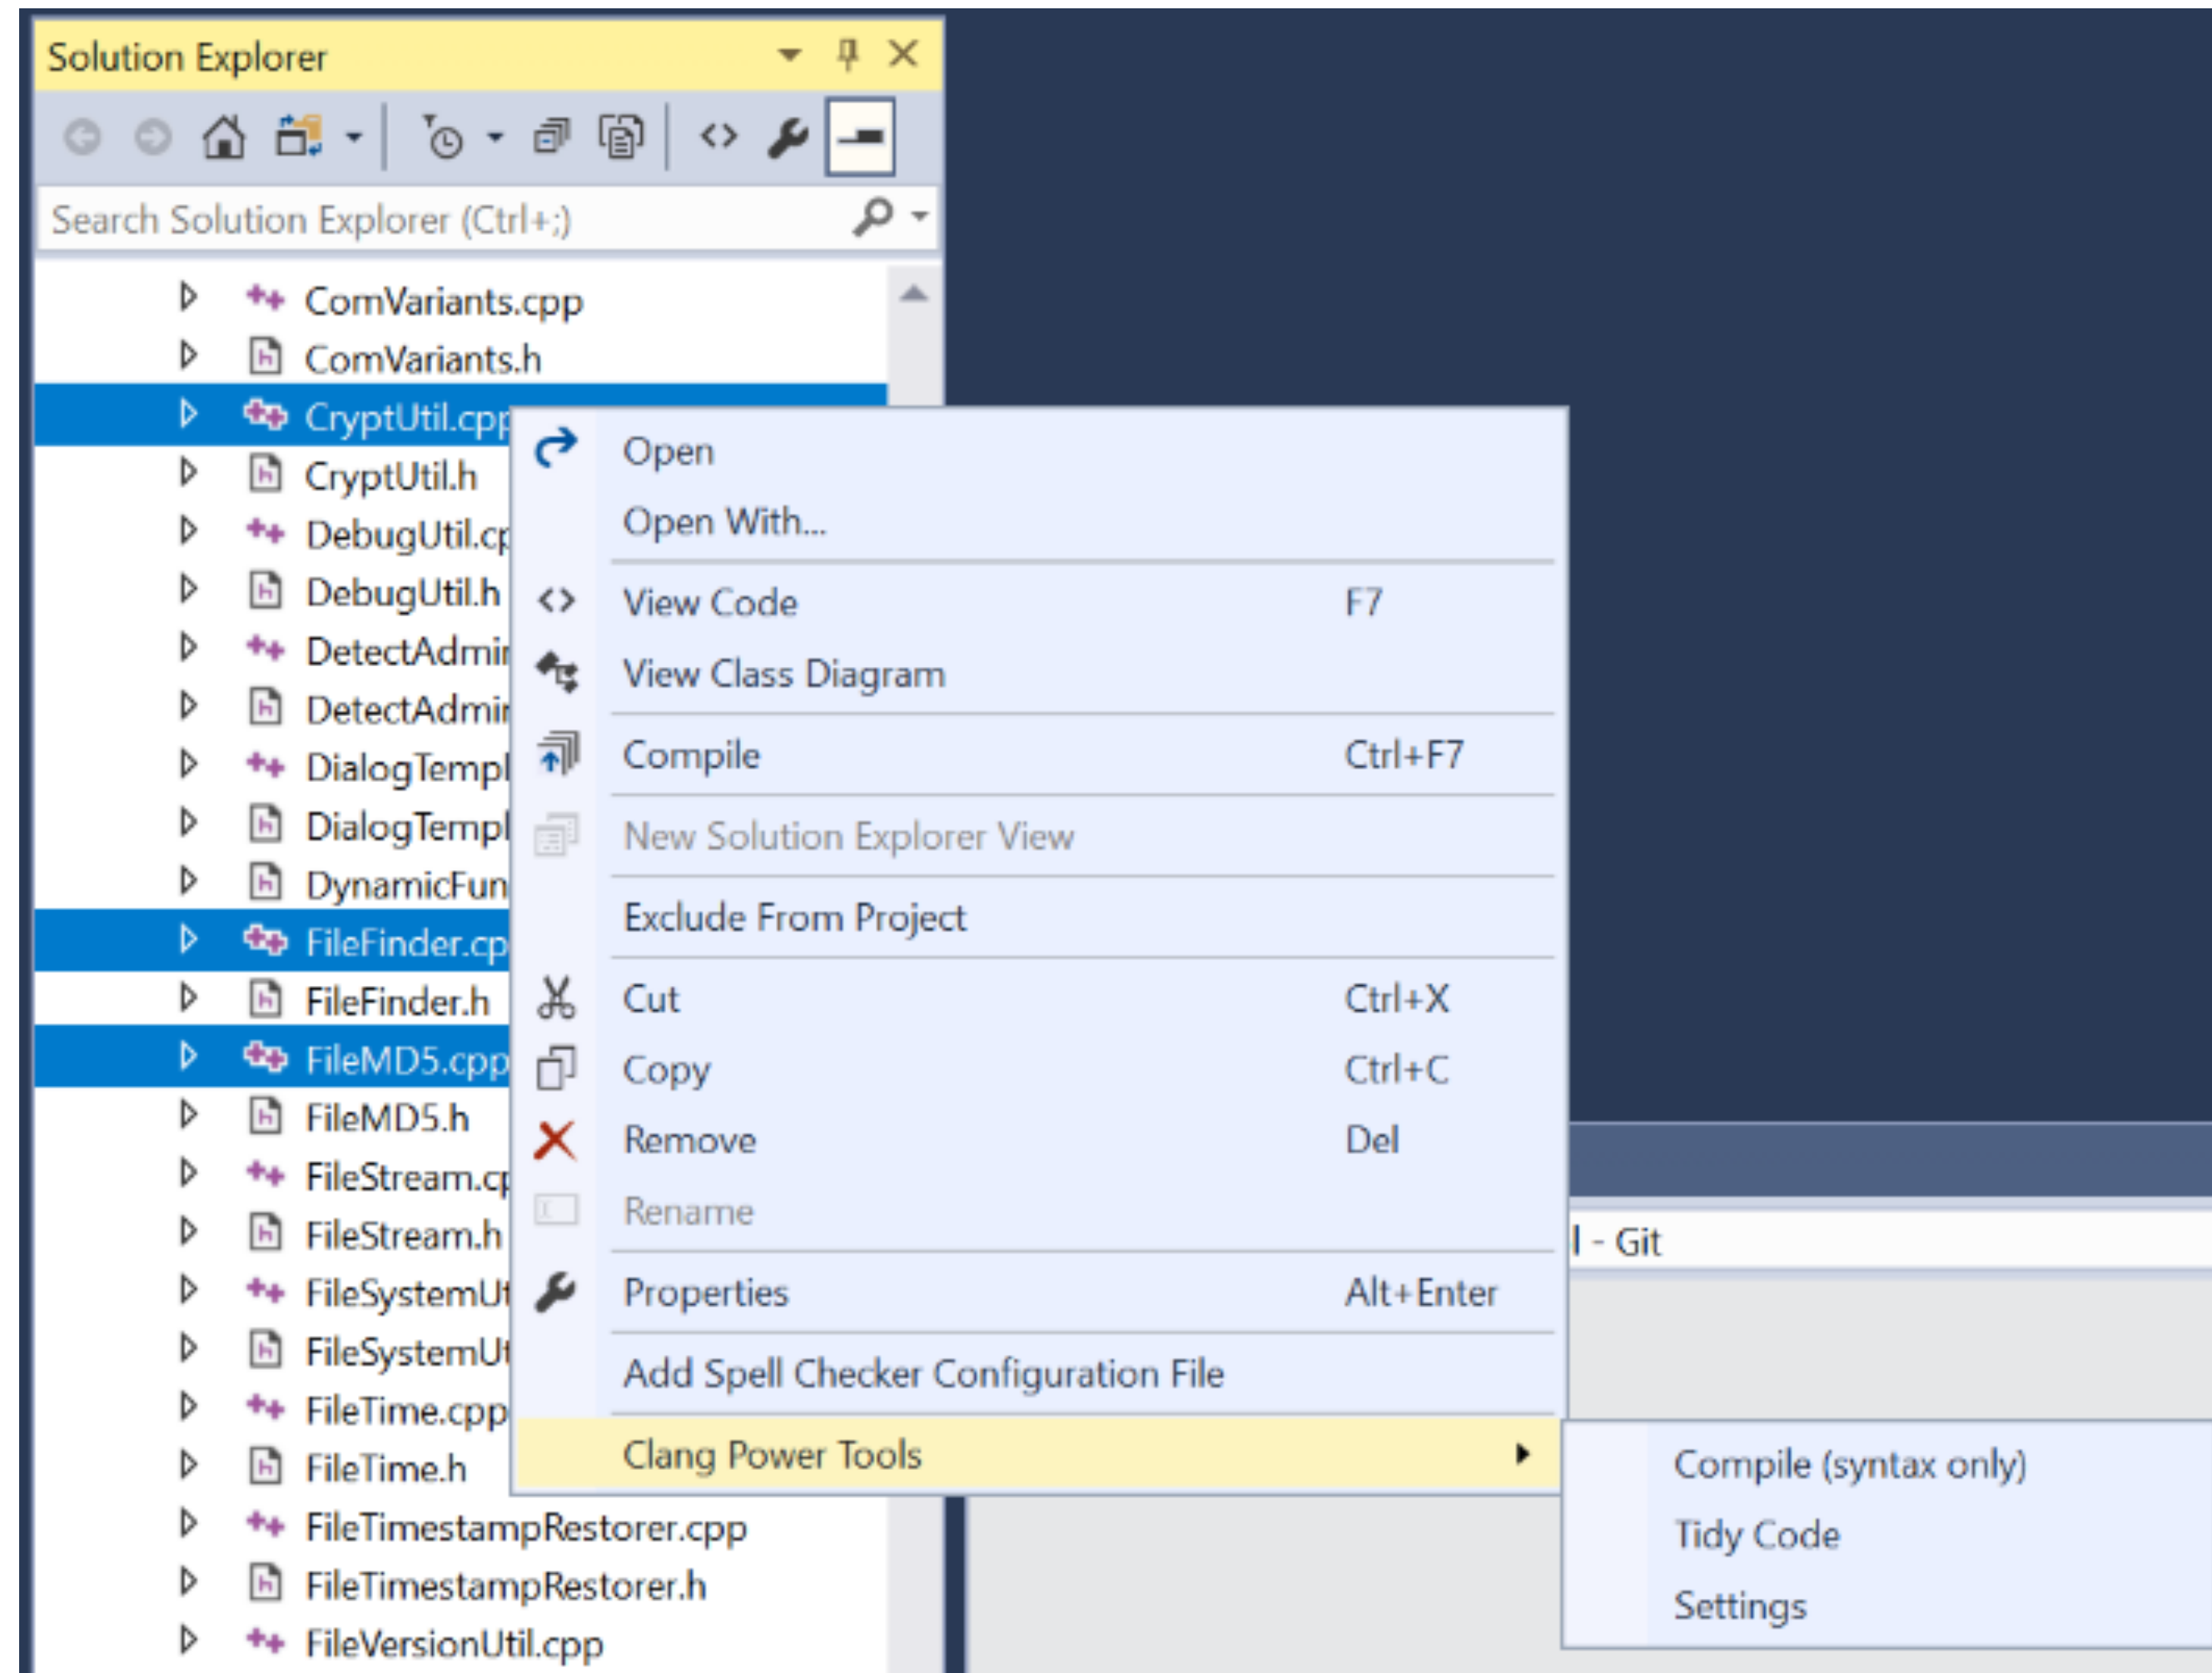 Solution Explorer
Search Solution Explorer (Ctrl+;)
ComVariants.cpp
ComVariants.h
CryptUtil.cpp
CryptUtil.h
DebugUtil.cp
DebugUtil.h
DetectAdmin
DetectAdmin
DialogTempl
DialogTempl
DynamicFun
FileFinder.cp
FileFinder.h
FileMD5.cpp
FileMD5.h
FileStream.cp
FileStream.h
FileSystemUt
FileSystemUt
FileTime.cpp
FileTime.h
FileTimestampRestorer.cpp
FileTimestampRestorer.h
FileVersionUtil.cpp
Open
Open With...
View Code F7
View Class Diagram
Compile Ctrl+F7
New Solution Explorer View
Exclude From Project
Cut Ctrl+X
Copy Ctrl+C
Remove Del
Rename
Properties Alt+Enter
Add Spell Checker Configuration File
Clang Power Tools
Compile (syntax only)
Tidy Code
Settings
l - Git